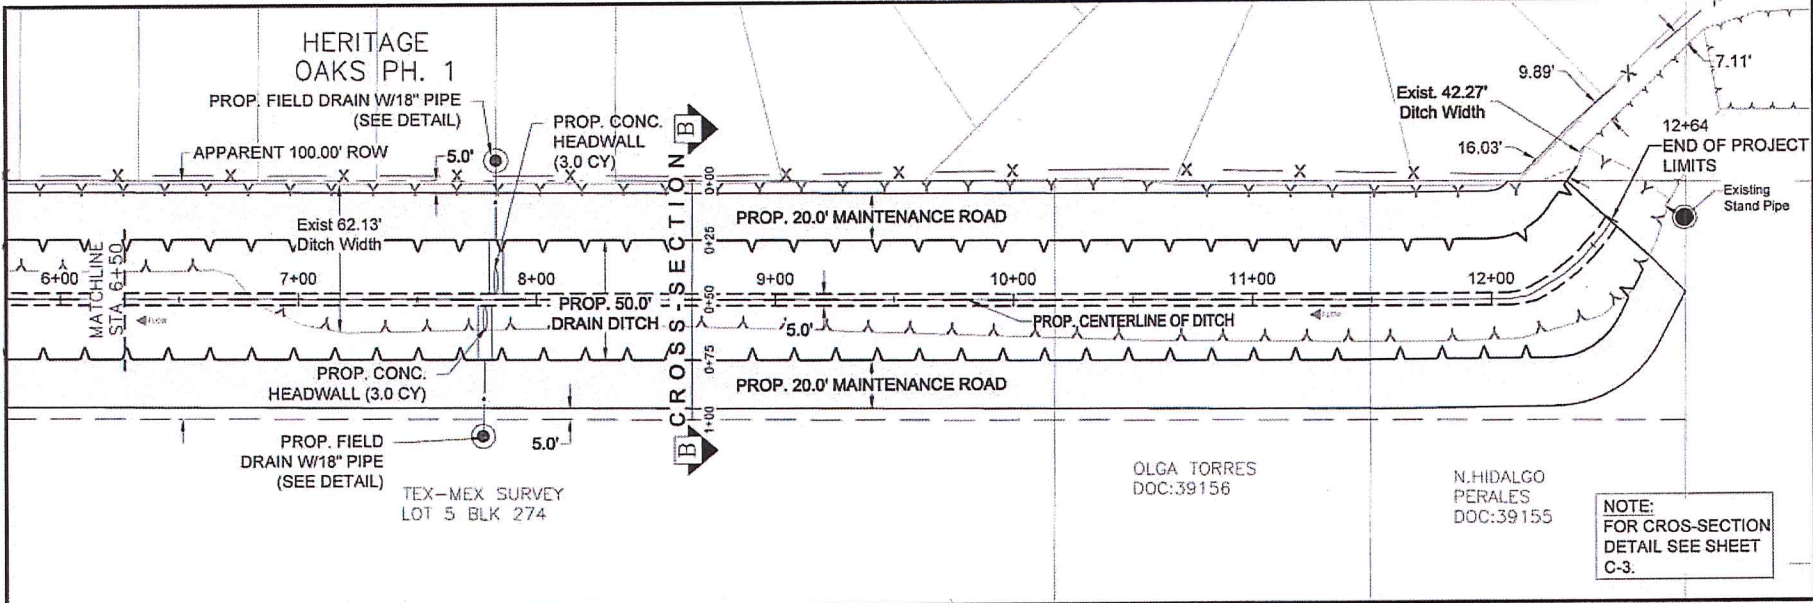 HERITAGE
OAKS PH. 1
PROP. FIELD DRAIN W/18" PIPE
(SEE DETAIL)
PROP. CONC.
HEADWALL
(3.0 CY)
APPARENT 100.00' ROW
5.0'
B
9.89'
7.11'
Exist. 42.27'
Ditch Width
16.03'
12+64
END OF PROJECT
LIMITS
Existing
Stand Pipe
Exist 62.13'
Ditch Width
PROP. 20.0' MAINTENANCE ROAD
CROSS-SECTION
0+00
0+25
0+50
0+75
1+00
MATCHLINE
STA 6+50
6+00
7+00
8+00
9+00
10+00
11+00
12+00
FLOW
PROP. 50.0'
DRAIN DITCH
5.0'
PROP. CENTERLINE OF DITCH
FLOW
PROP. CONC.
HEADWALL (3.0 CY)
PROP. 20.0' MAINTENANCE ROAD
PROP. FIELD
DRAIN W/18" PIPE
(SEE DETAIL)
5.0'
B
TEX-MEX SURVEY
LOT 5 BLK 274
OLGA TORRES
DOC:39156
N.HIDALGO
PERALES
DOC:39155
NOTE:
FOR CROS-SECTION
DETAIL SEE SHEET
C-3.